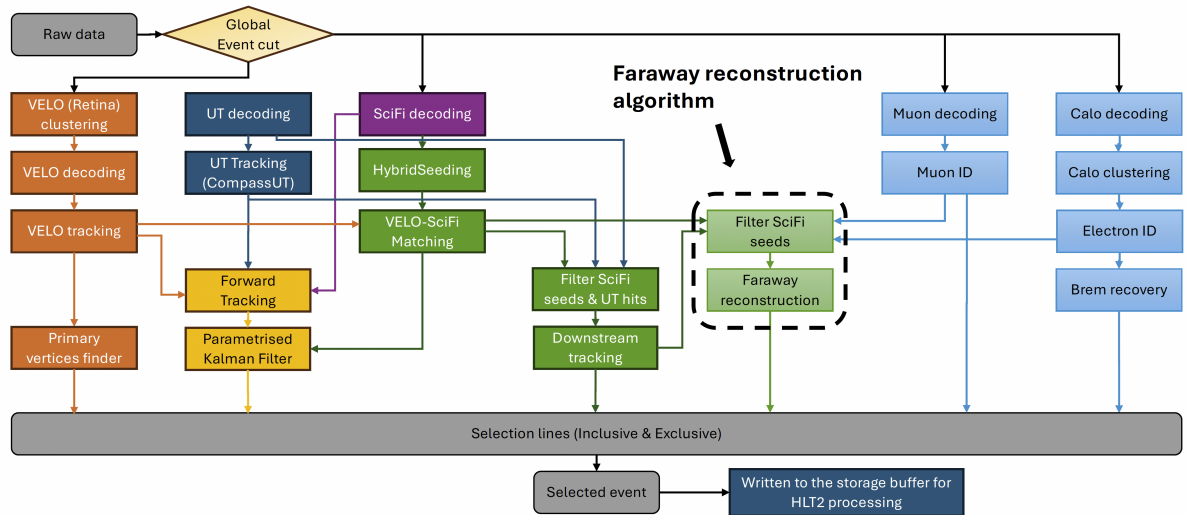 Raw data
Global
Event cut
Faraway reconstruction
algorithm
VELO (Retina)
clustering
UT decoding
SciFi decoding
Muon decoding
Calo decoding
VELO decoding
UT Tracking
(CompassUT)
HybridSeeding
Muon ID
Calo clustering
VELO tracking
VELO-SciFi
Matching
Filter SciFi
seeds
Electron ID
Forward
Tracking
Filter SciFi
seeds & UT hits
Faraway
reconstruction
Brem recovery
Primary
vertices finder
Parametrised
Kalman Filter
Downstream
tracking
Selection lines (Inclusive & Exclusive)
Selected event
Written to the storage buffer for
HLT2 processing